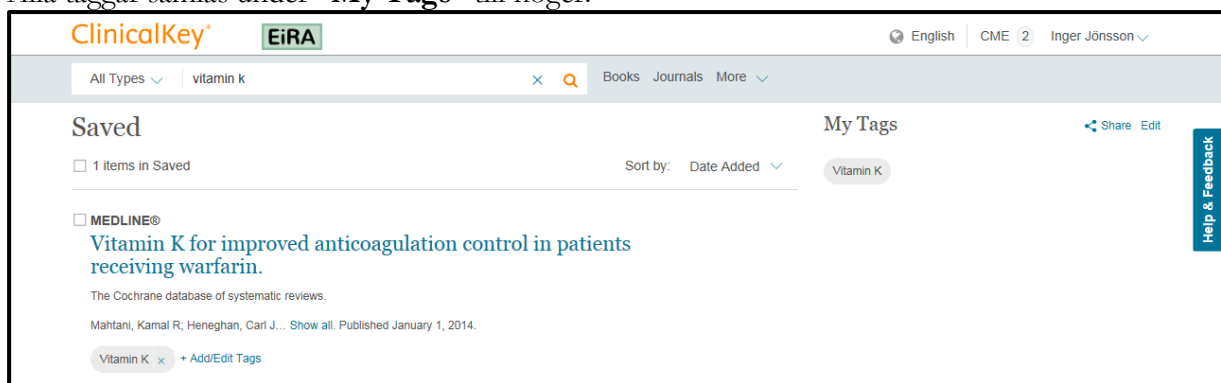 Alla taggar samlas under "My Tags" till höger.
ClinicalKey® EiRA English CME 2 Inger Jönsson
All Types vitamin k × Books Journals More
Saved
My Tags
Share Edit
1 items in Saved Sort by: Date Added
Vitamin K
MEDLINE®
Vitamin K for improved anticoagulation control in patients
receiving warfarin.
The Cochrane database of systematic reviews.
Mahtani, Kamal R; Heneghan, Carl J... Show all. Published January 1, 2014.
Vitamin K × + Add/Edit Tags
Help & Feedback